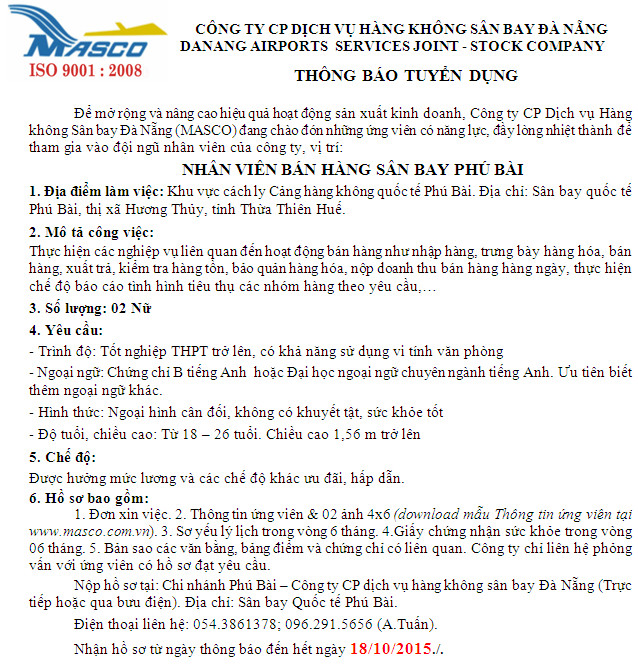 MASCO
ISO 9001 : 2008
CÔNG TY CP DỊCH VỤ HÀNG KHÔNG SÂN BAY ĐÀ NẴNG
DANANG AIRPORTS SERVICES JOINT - STOCK COMPANY
THÔNG BÁO TUYỂN DỤNG
Để mở rộng và nâng cao hiệu quả hoạt động sản xuất kinh doanh, Công ty CP Dịch vụ Hàng
không Sân bay Đà Nẵng (MASCO) đang chào đón những ứng viên có năng lực, đầy lòng nhiệt thành để
tham gia vào đội ngũ nhân viên của công ty, vị trí:
NHÂN VIÊN BÁN HÀNG SÂN BAY PHÚ BÀI
1. Địa điểm làm việc: Khu vực cách ly Cảng hàng không quốc tế Phú Bài. Địa chỉ: Sân bay quốc tế
Phú Bài, thị xã Hương Thủy, tỉnh Thừa Thiên Huế.
2. Mô tả công việc:
Thực hiện các nghiệp vụ liên quan đến hoạt động bán hàng như nhập hàng, trưng bày hàng hóa, bán
hàng, xuất trả, kiểm tra hàng tồn, bảo quản hàng hóa, nộp doanh thu bán hàng hàng ngày, thực hiện
chế độ báo cáo tình hình tiêu thụ các nhóm hàng theo yêu cầu,...
3. Số lượng: 02 Nữ
4. Yêu cầu:
- Trình độ: Tốt nghiệp THPT trở lên, có khả năng sử dụng vi tính văn phòng
- Ngoại ngữ: Chứng chỉ B tiếng Anh hoặc Đại học ngoại ngữ chuyên ngành tiếng Anh. Ưu tiên biết
thêm ngoại ngữ khác.
- Hình thức: Ngoại hình cân đối, không có khuyết tật, sức khỏe tốt
- Độ tuổi, chiều cao: Từ 18 – 26 tuổi. Chiều cao 1,56 m trở lên
5. Chế độ:
Được hưởng mức lương và các chế độ khác ưu đãi, hấp dẫn.
6. Hồ sơ bao gồm:
1. Đơn xin việc. 2. Thông tin ứng viên & 02 ảnh 4x6 (download mẫu Thông tin ứng viên tại
www.masco.com.vn). 3. Sơ yếu lý lịch trong vòng 6 tháng. 4.Giấy chứng nhận sức khỏe trong vòng
06 tháng. 5. Bản sao các văn bằng, bảng điểm và chứng chỉ có liên quan. Công ty chỉ liên hệ phỏng
vấn với ứng viên có hồ sơ đạt yêu cầu.
Nộp hồ sơ tại: Chi nhánh Phú Bài – Công ty CP dịch vụ hàng không sân bay Đà Nẵng (Trực
tiếp hoặc qua bưu điện). Địa chỉ: Sân bay Quốc tế Phú Bài.
Điện thoại liên hệ: 054.3861378; 096.291.5656 (A.Tuấn).
Nhận hồ sơ từ ngày thông báo đến hết ngày 18/10/2015./.